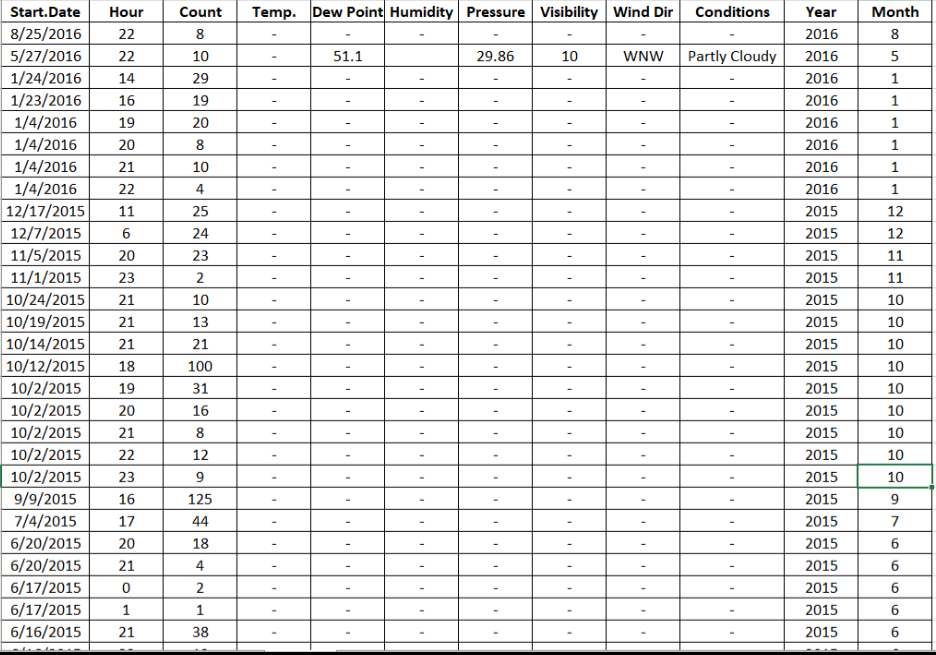 Start.Date Hour Count Temp. Dew Point Humidity Pressure Visibility Wind Dir Conditions Year Month
8/25/2016 22 8 - - - - - - - 2016 8
5/27/2016 22 10 - 51.1 29.86 10 WNW Partly Cloudy 2016 5
1/24/2016 14 29 - - - - - - - 2016 1
1/23/2016 16 19 - - - - - - - 2016 1
1/4/2016 19 20 - - - - - - - 2016 1
1/4/2016 20 8 - - - - - - - 2016 1
1/4/2016 21 10 - - - - - - - 2016 1
1/4/2016 22 4 - - - - - - - 2016 1
12/17/2015 11 25 - - - - - - - 2015 12
12/7/2015 6 24 - - - - - - - 2015 12
11/5/2015 20 23 - - - - - - - 2015 11
11/1/2015 23 2 - - - - - - - 2015 11
10/24/2015 21 10 - - - - - - - 2015 10
10/19/2015 21 13 - - - - - - - 2015 10
10/14/2015 21 21 - - - - - - - 2015 10
10/12/2015 18 100 - - - - - - - 2015 10
10/2/2015 19 31 - - - - - - - 2015 10
10/2/2015 20 16 - - - - - - - 2015 10
10/2/2015 21 8 - - - - - - - 2015 10
10/2/2015 22 12 - - - - - - - 2015 10
10/2/2015 23 9 - - - - - - - 2015 10
9/9/2015 16 125 - - - - - - - 2015 9
7/4/2015 17 44 - - - - - - - 2015 7
6/20/2015 20 18 - - - - - - - 2015 6
6/20/2015 21 4 - - - - - - - 2015 6
6/17/2015 0 2 - - - - - - - 2015 6
6/17/2015 1 1 - - - - - - - 2015 6
6/16/2015 21 38 - - - - - - - 2015 6